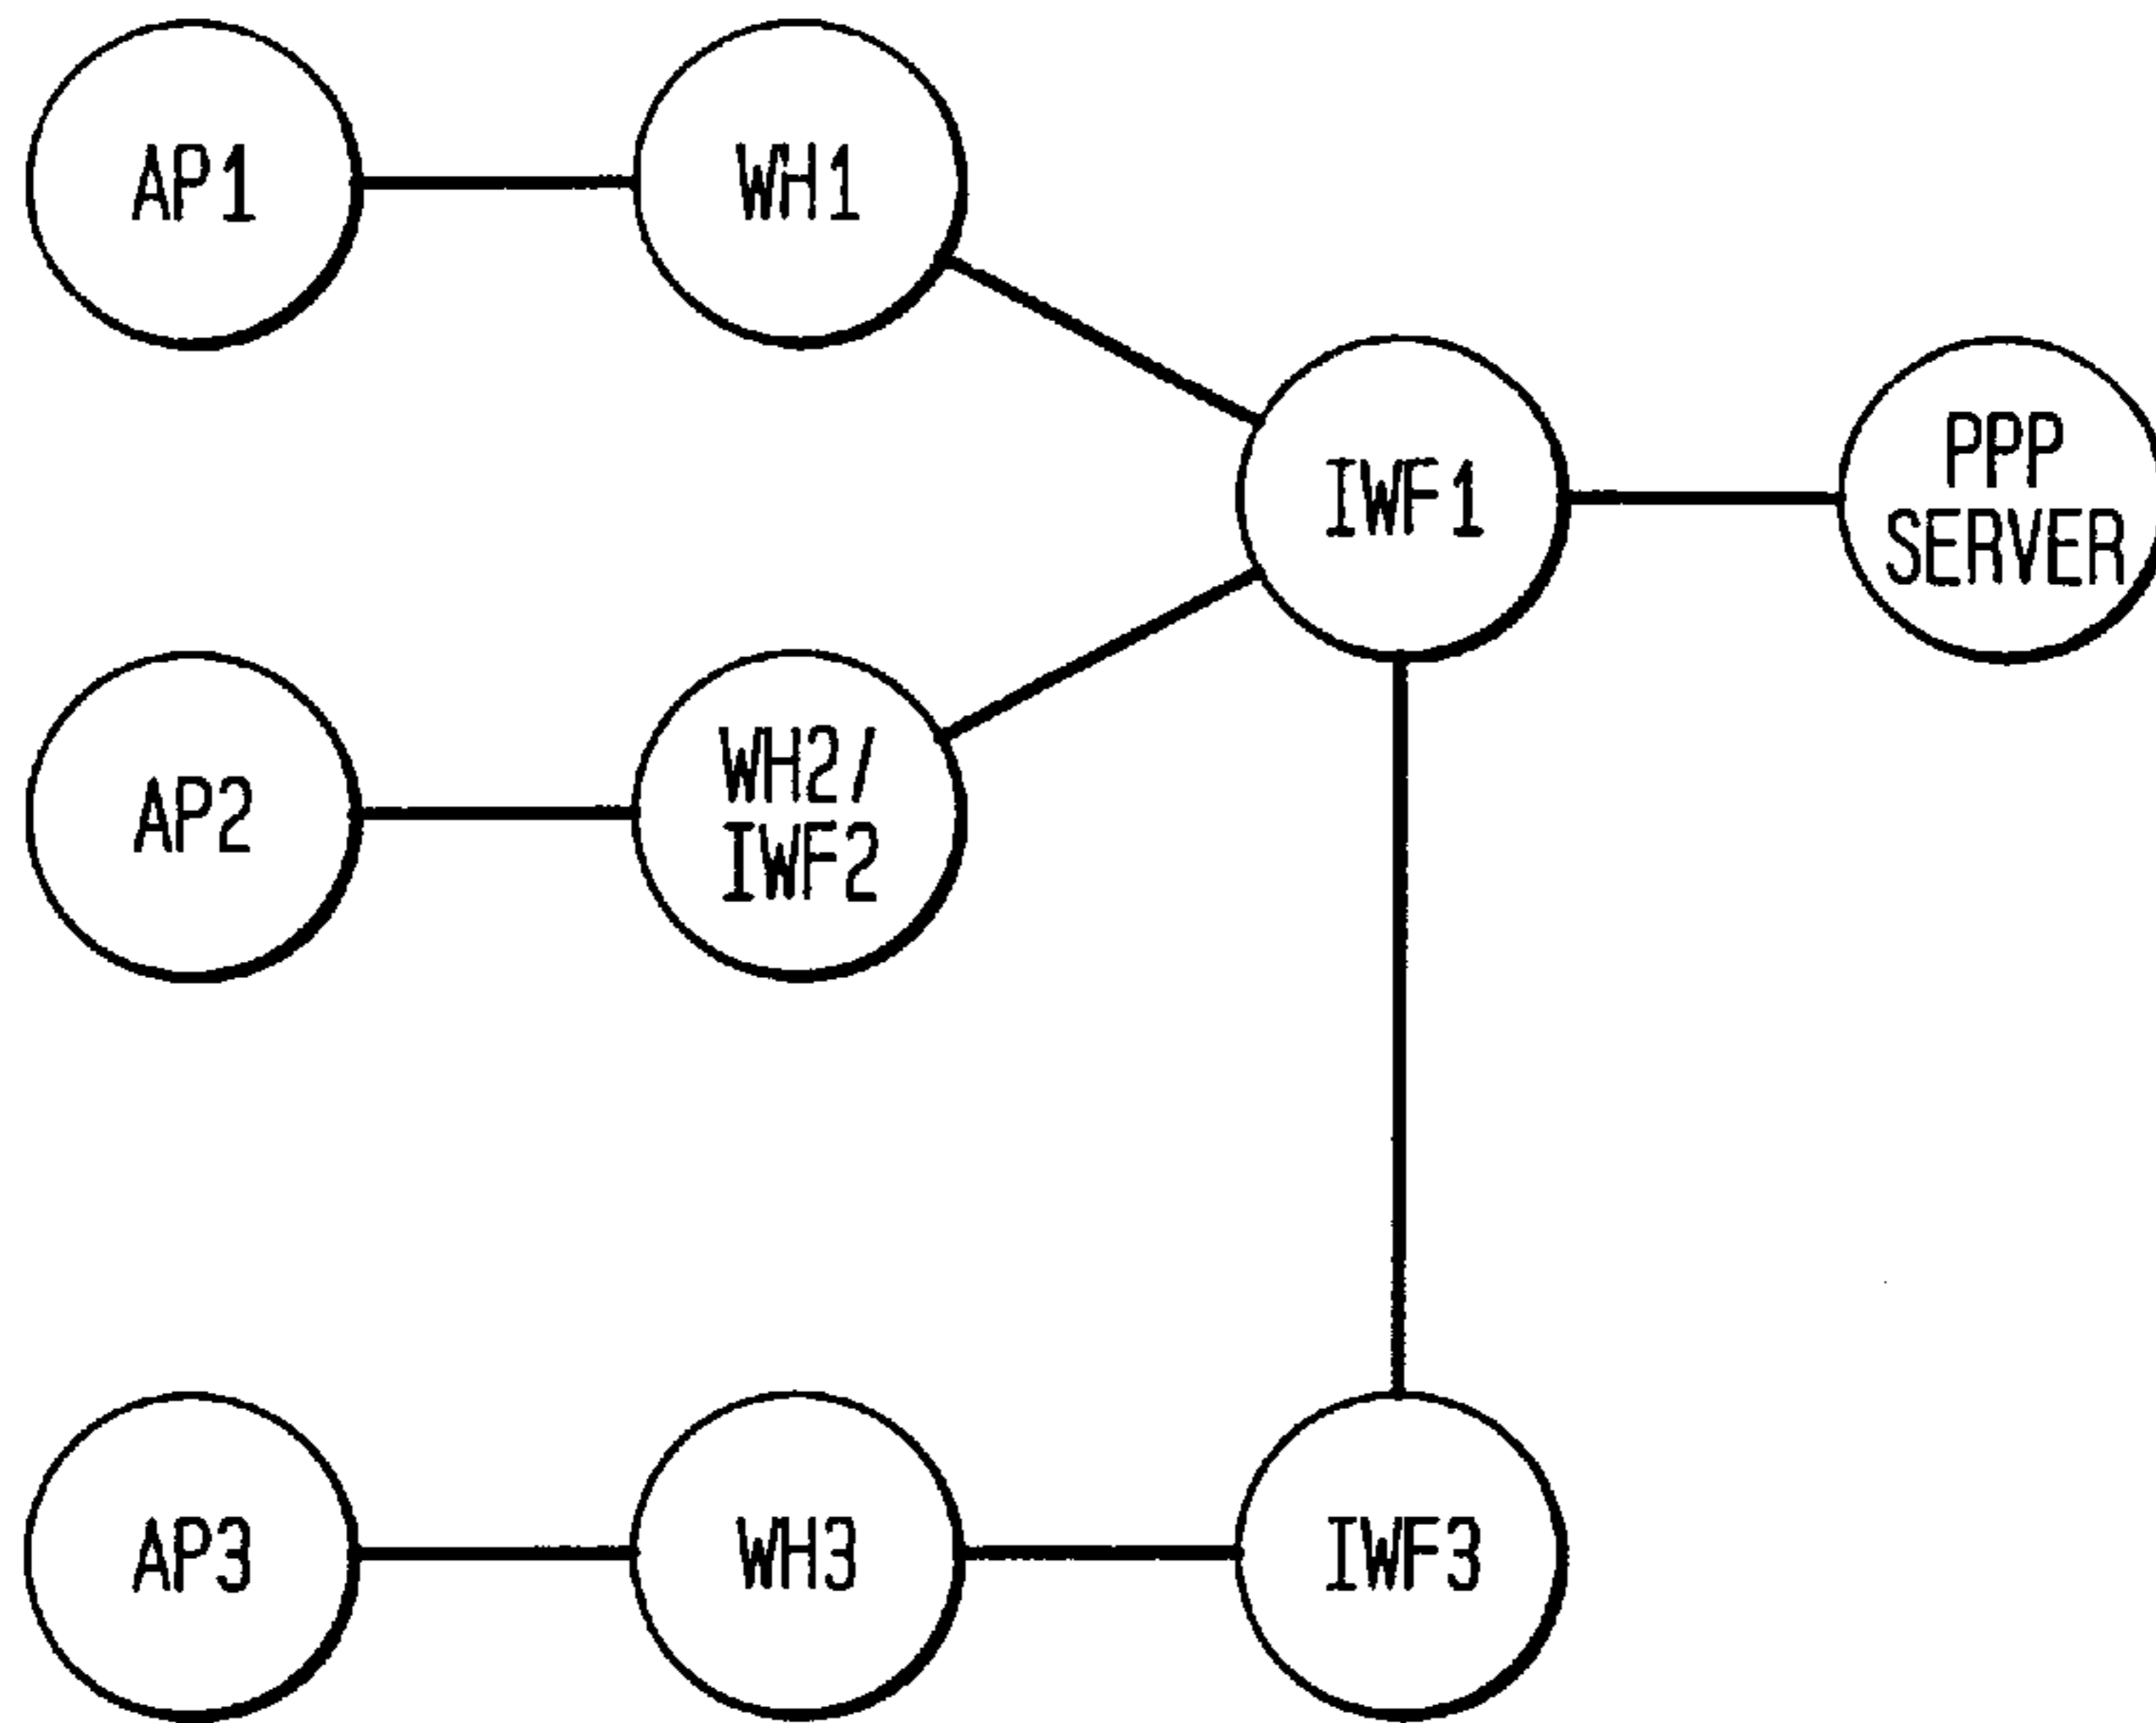 AP1
WH1
IWF1
PPP
SERVER
AP2
WH2/
IWF2
AP3
WH3
IWF3